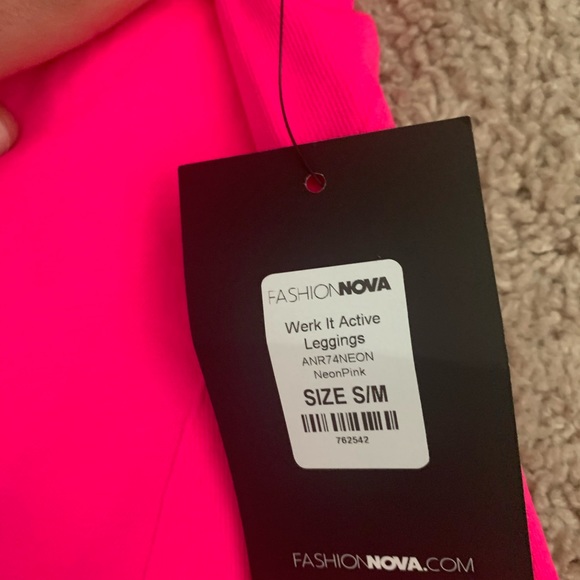 FASHIONNOVA
Werk It Active
Leggings
ANR74NEON
NeonPink
SIZE S/M
762542
FASHIONNOVA.COM